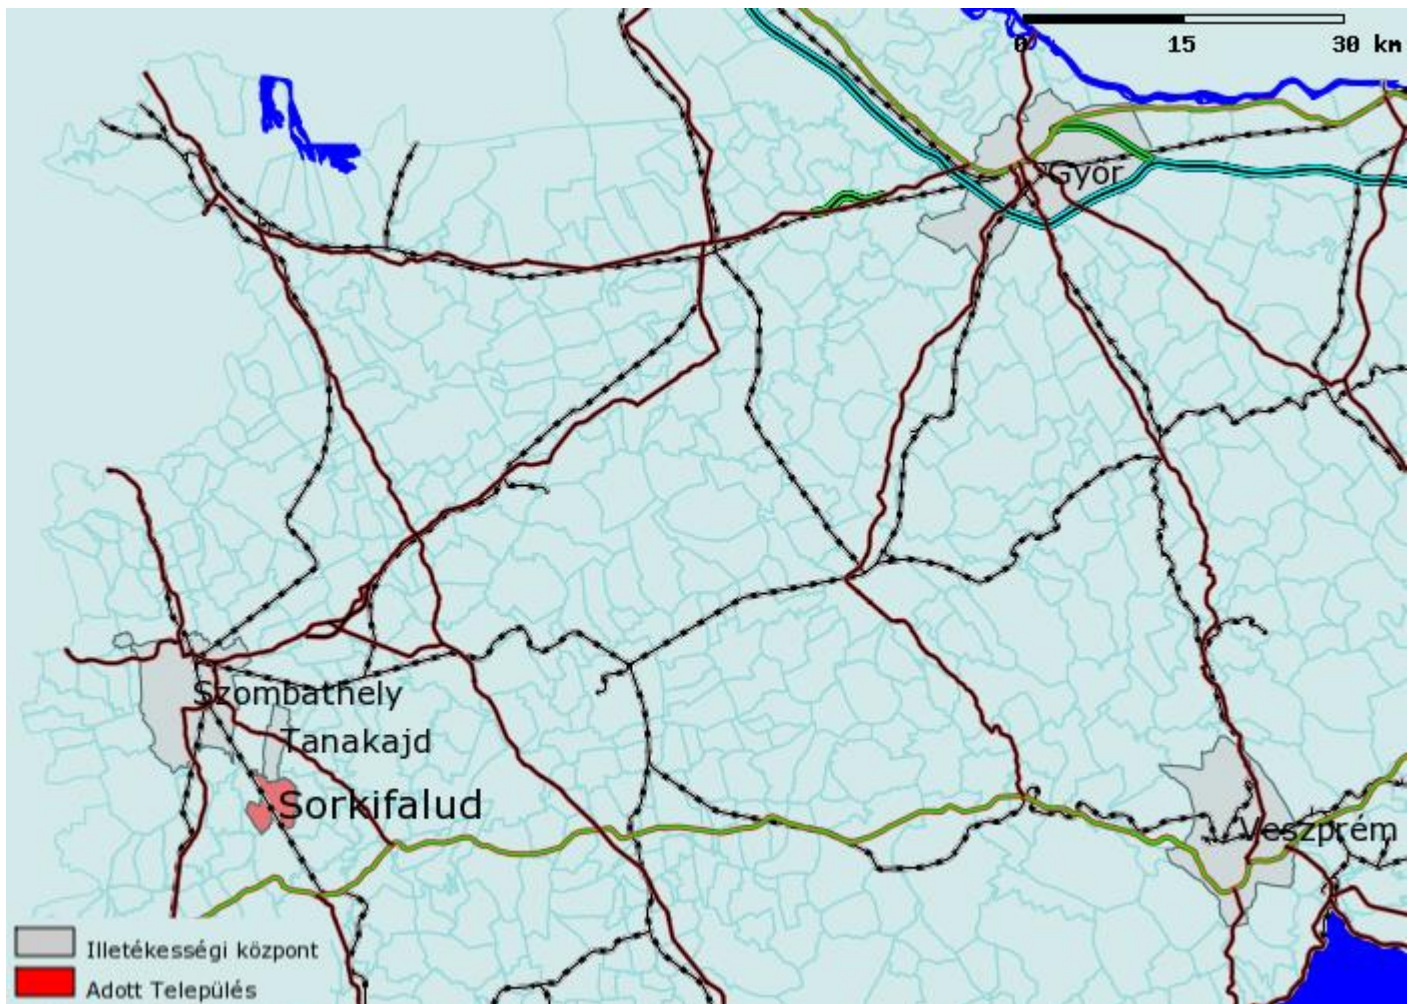 0 15 30 km
Győr
Szombathely
Tanakajd
Sorkifalud
Veszprém
Illetékességi központ
Adott Település